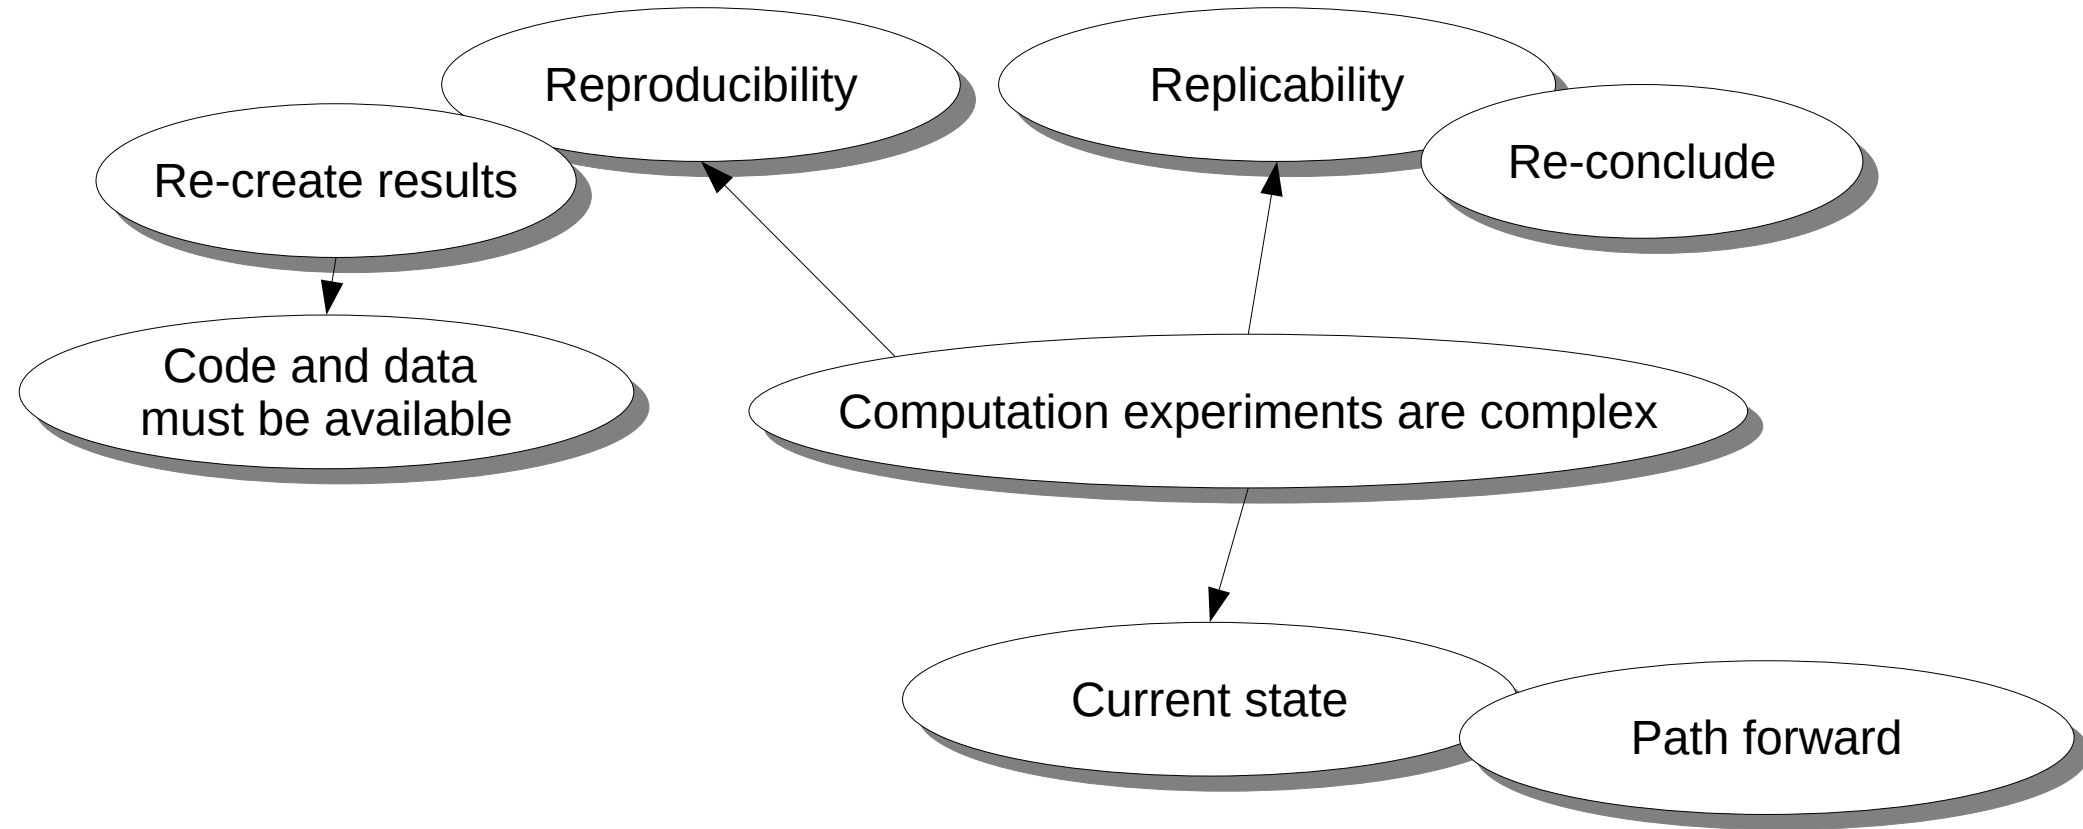 Reproducibility
Replicability
Re-create results
Re-conclude
Code and data
must be available
Computation experiments are complex
Current state
Path forward